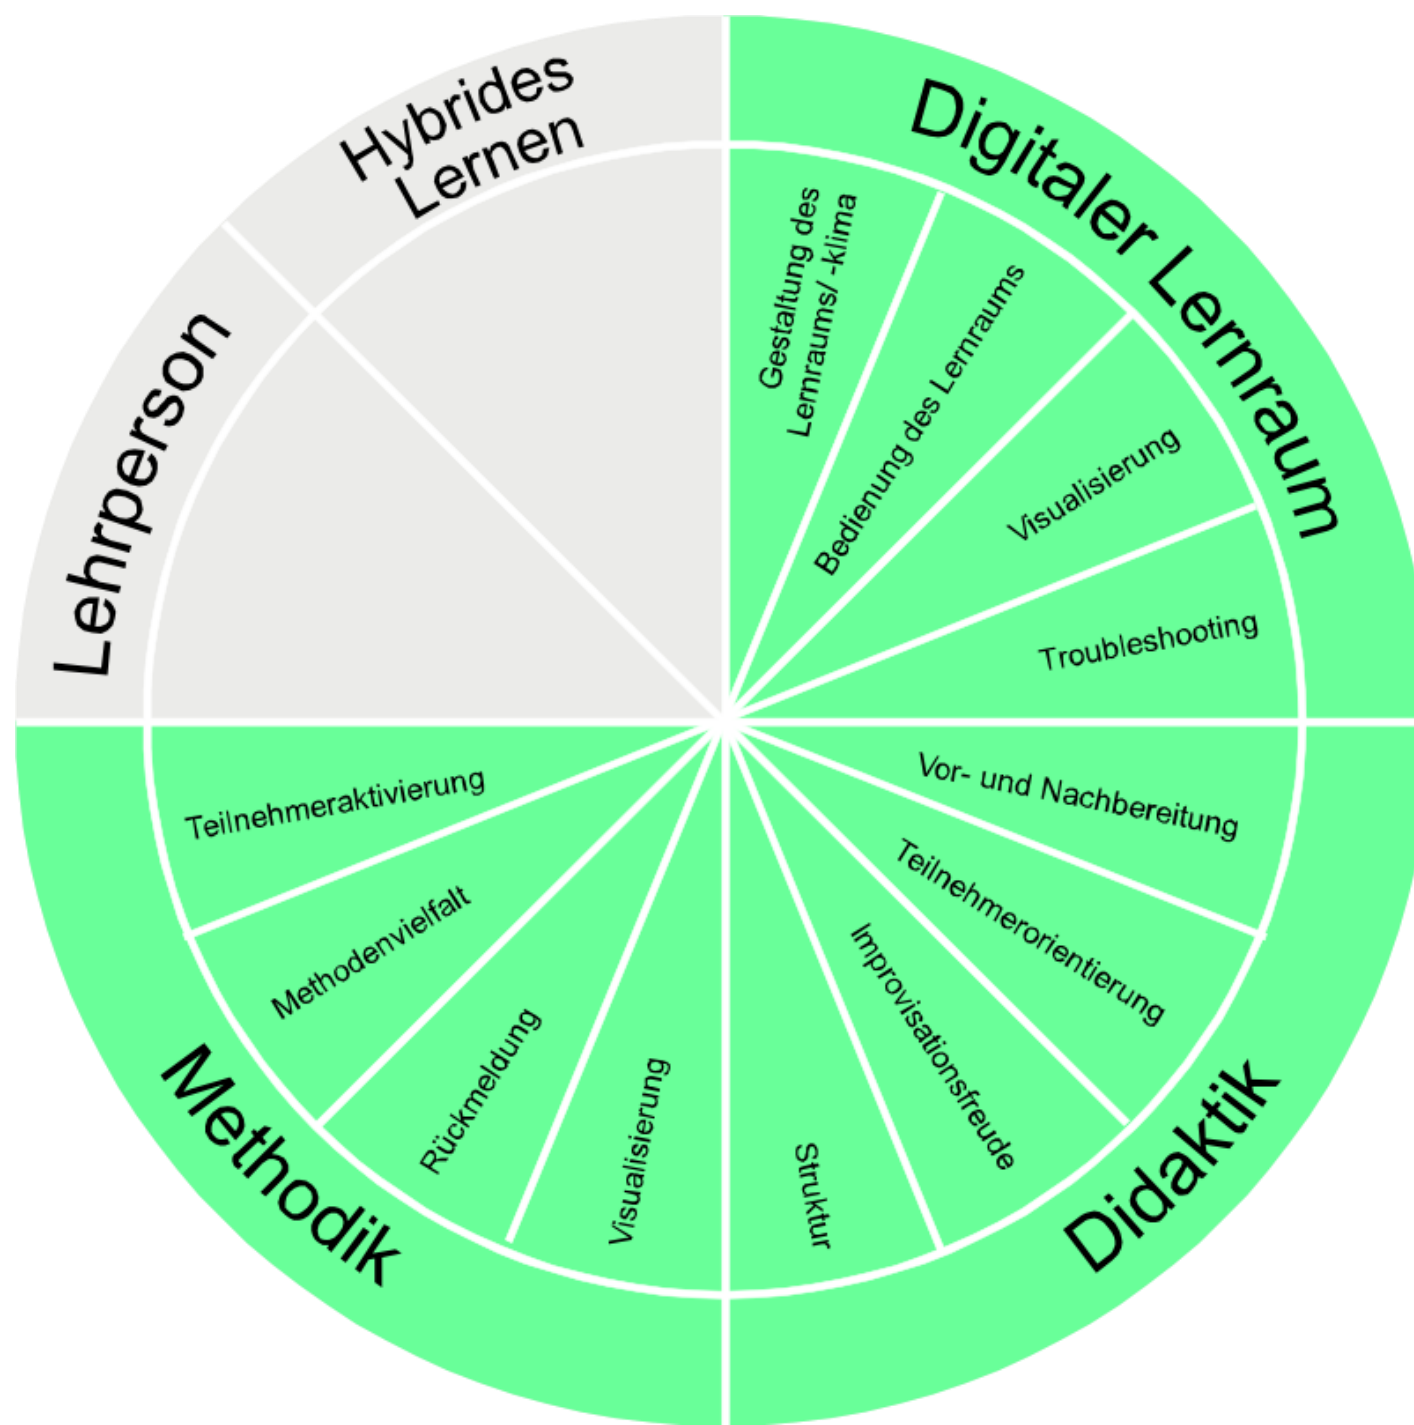 Hybrides
Lernen
Digitaler Lernraum
Gestaltung des
Lernraums/ -klima
Bedienung des Lernraums
Visualisierung
Troubleshooting
Didaktik
Vor- und Nachbereitung
Teilnehmerorientierung
Improvisationsfreude
Struktur
Methodik
Visualisierung
Rückmeldung
Methodenvielfalt
Teilnehmeraktivierung
Lehrperson